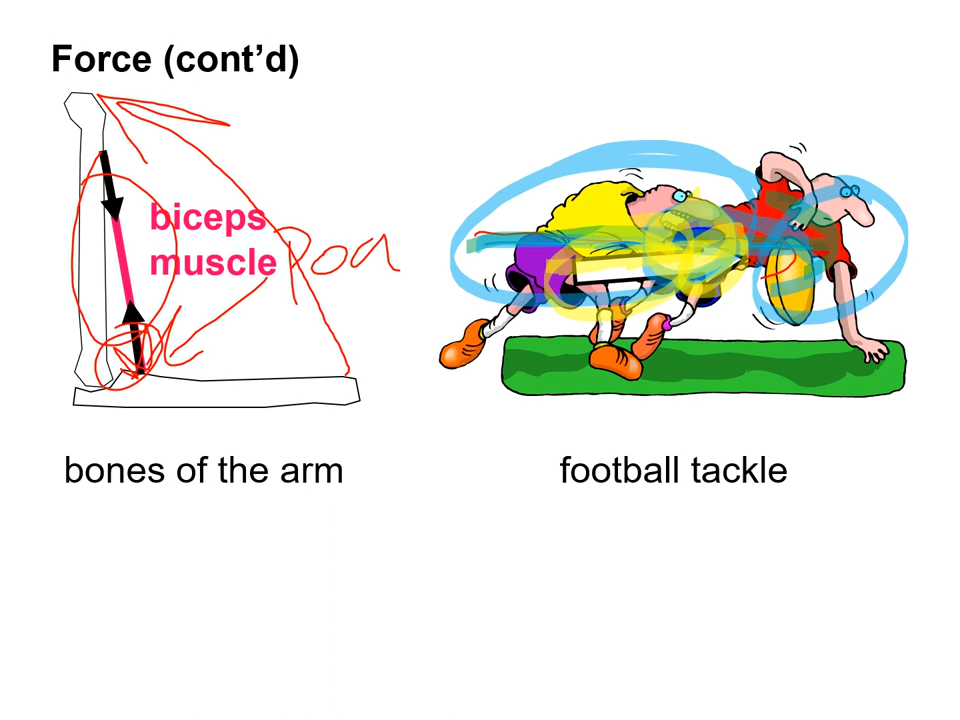 Force (cont’d)
biceps
muscle
bones of the arm
football tackle